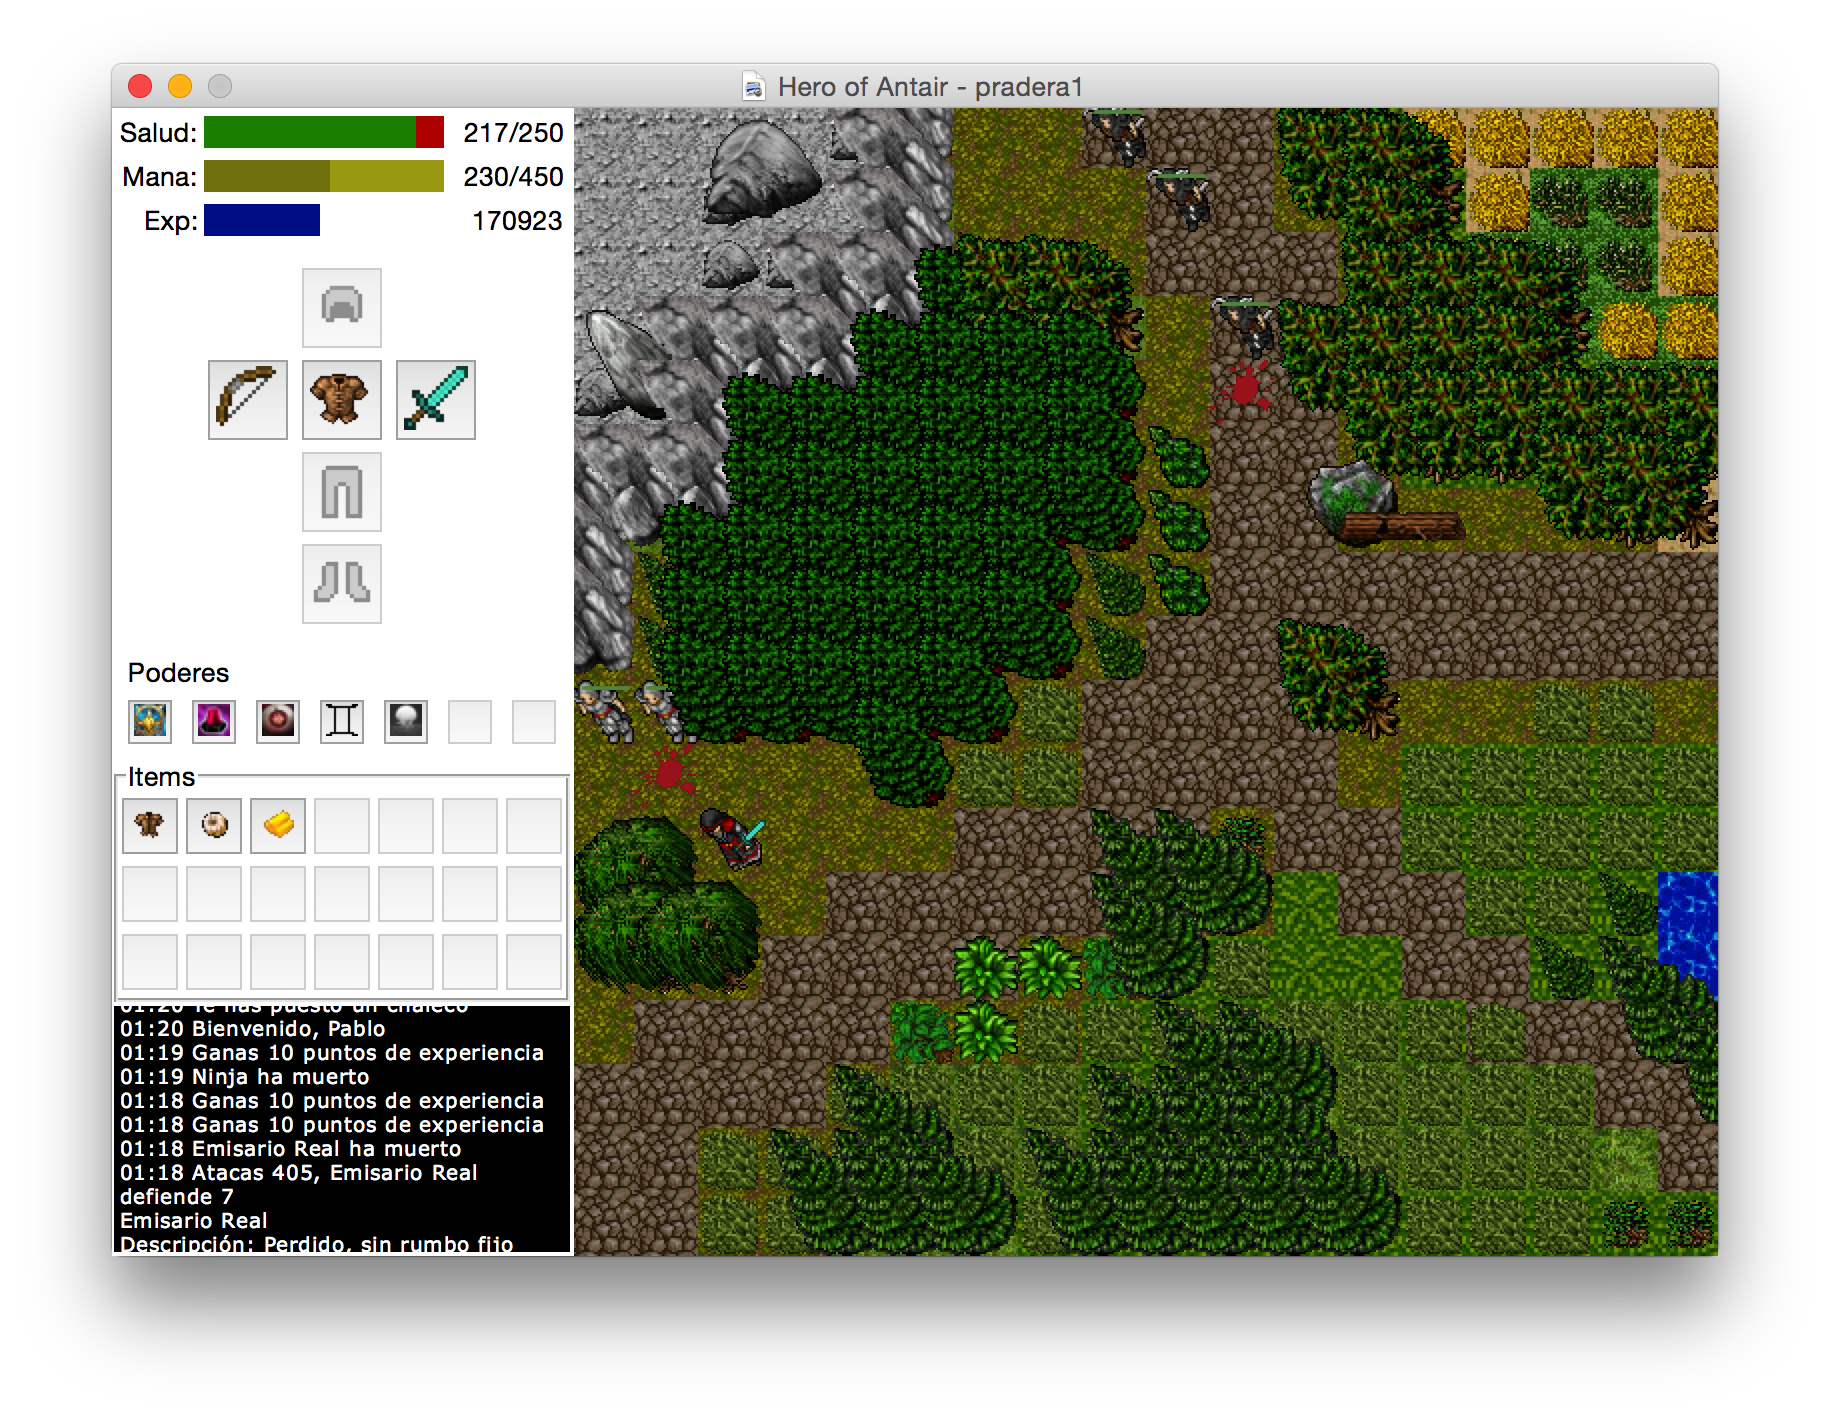 Hero of Antair - pradera1
Salud: 217/250
Mana: 230/450
Exp: 170923
Poderes
Items
01:20 Te has puesto un chaleco
01:20 Bienvenido, Pablo
01:19 Ganas 10 puntos de experiencia
01:19 Ninja ha muerto
01:18 Ganas 10 puntos de experiencia
01:18 Ganas 10 puntos de experiencia
01:18 Emisario Real ha muerto
01:18 Atacas 405, Emisario Real
defiende 7
Emisario Real
Descripción: Perdido, sin rumbo fijo